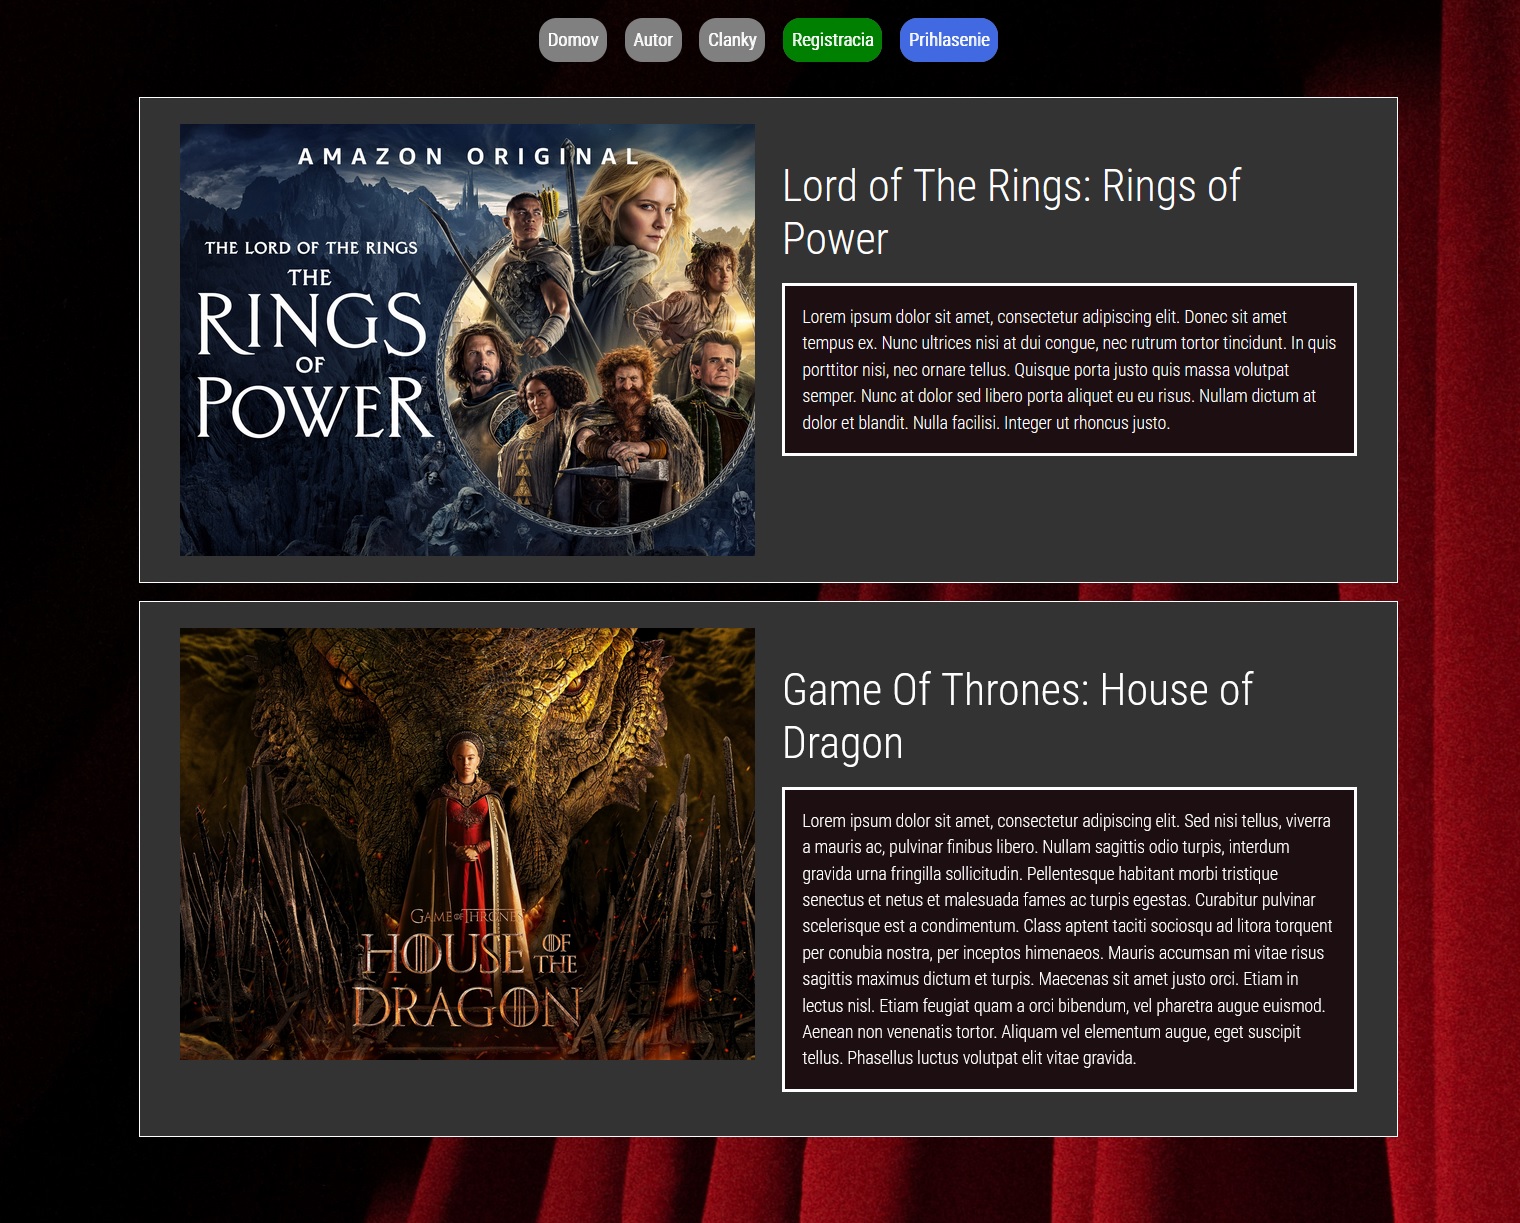 Domov Autor Clanky Registracia Prihlasenie
AMAZON ORIGINAL
THE LORD OF THE RINGS
THE
RINGS
OF
POWER
Lord of The Rings: Rings of
Power
Lorem ipsum dolor sit amet, consectetur adipiscing elit. Donec sit amet
tempus ex. Nunc ultrices nisi at dui congue, nec rutrum tortor tincidunt. In quis
porttitor nisi, nec ornare tellus. Quisque porta justo quis massa volutpat
semper. Nunc at dolor sed libero porta aliquet eu eu risus. Nullam dictum at
dolor et blandit. Nulla facilisi. Integer ut rhoncus justo.
GAME OF THRONES
HOUSE OF THE
DRAGON
Game Of Thrones: House of
Dragon
Lorem ipsum dolor sit amet, consectetur adipiscing elit. Sed nisi tellus, viverra
a mauris ac, pulvinar finibus libero. Nullam sagittis odio turpis, interdum
gravida urna fringilla sollicitudin. Pellentesque habitant morbi tristique
senectus et netus et malesuada fames ac turpis egestas. Curabitur pulvinar
scelerisque est a condimentum. Class aptent taciti sociosqu ad litora torquent
per conubia nostra, per inceptos himenaeos. Mauris accumsan mi vitae risus
sagittis maximus dictum et turpis. Maecenas sit amet justo orci. Etiam in
lectus nisl. Etiam feugiat quam a orci bibendum, vel pharetra augue euismod.
Aenean non venenatis tortor. Aliquam vel elementum augue, eget suscipit
tellus. Phasellus luctus volutpat elit vitae gravida.